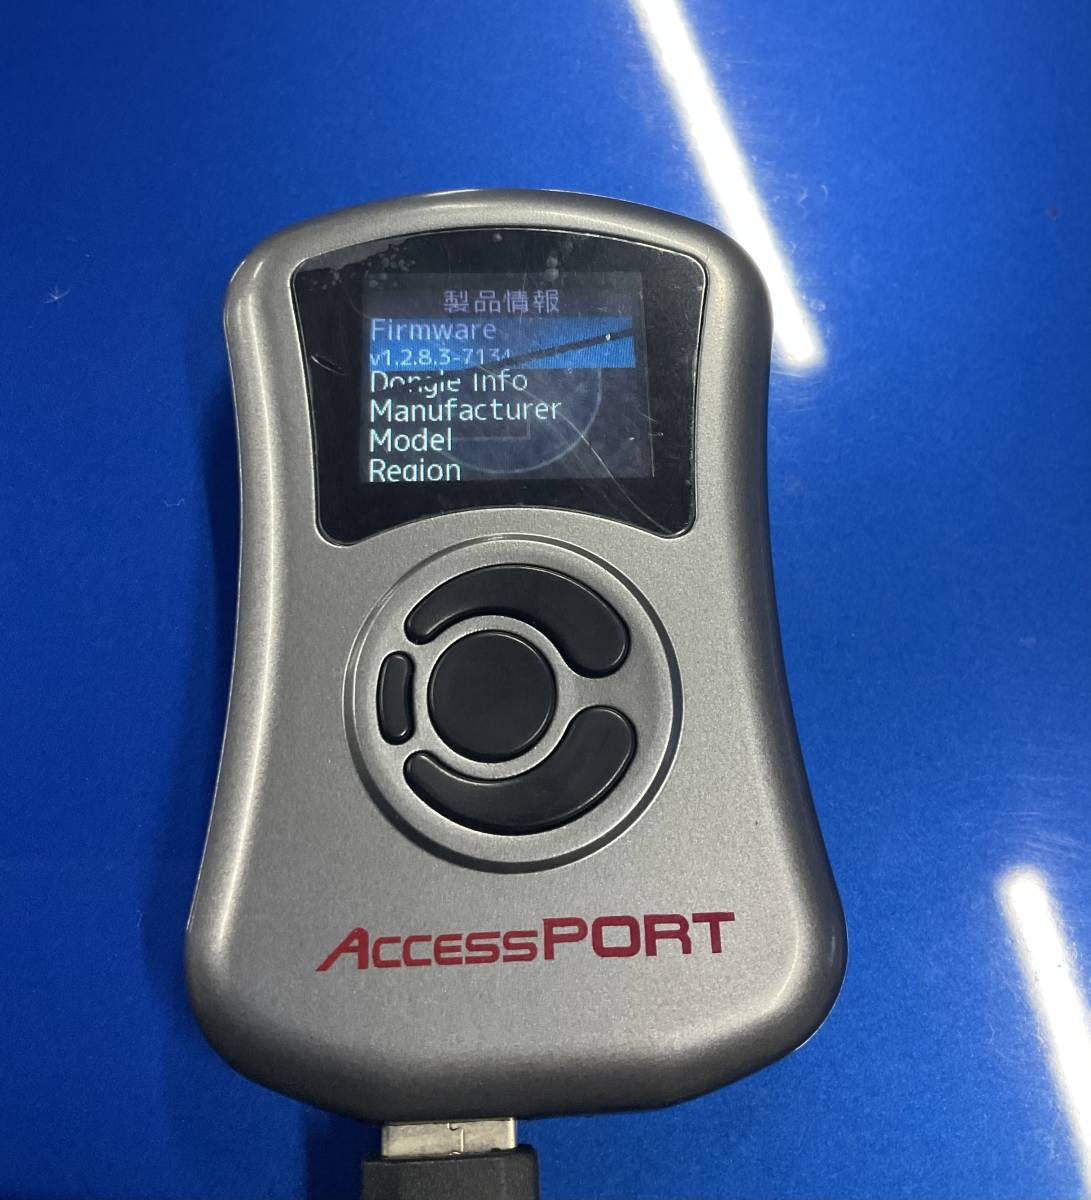 製品情報
Firmware
v1.2.8.3-7134
Dongle Info
Manufacturer
Model
Region
ACCESSPORT